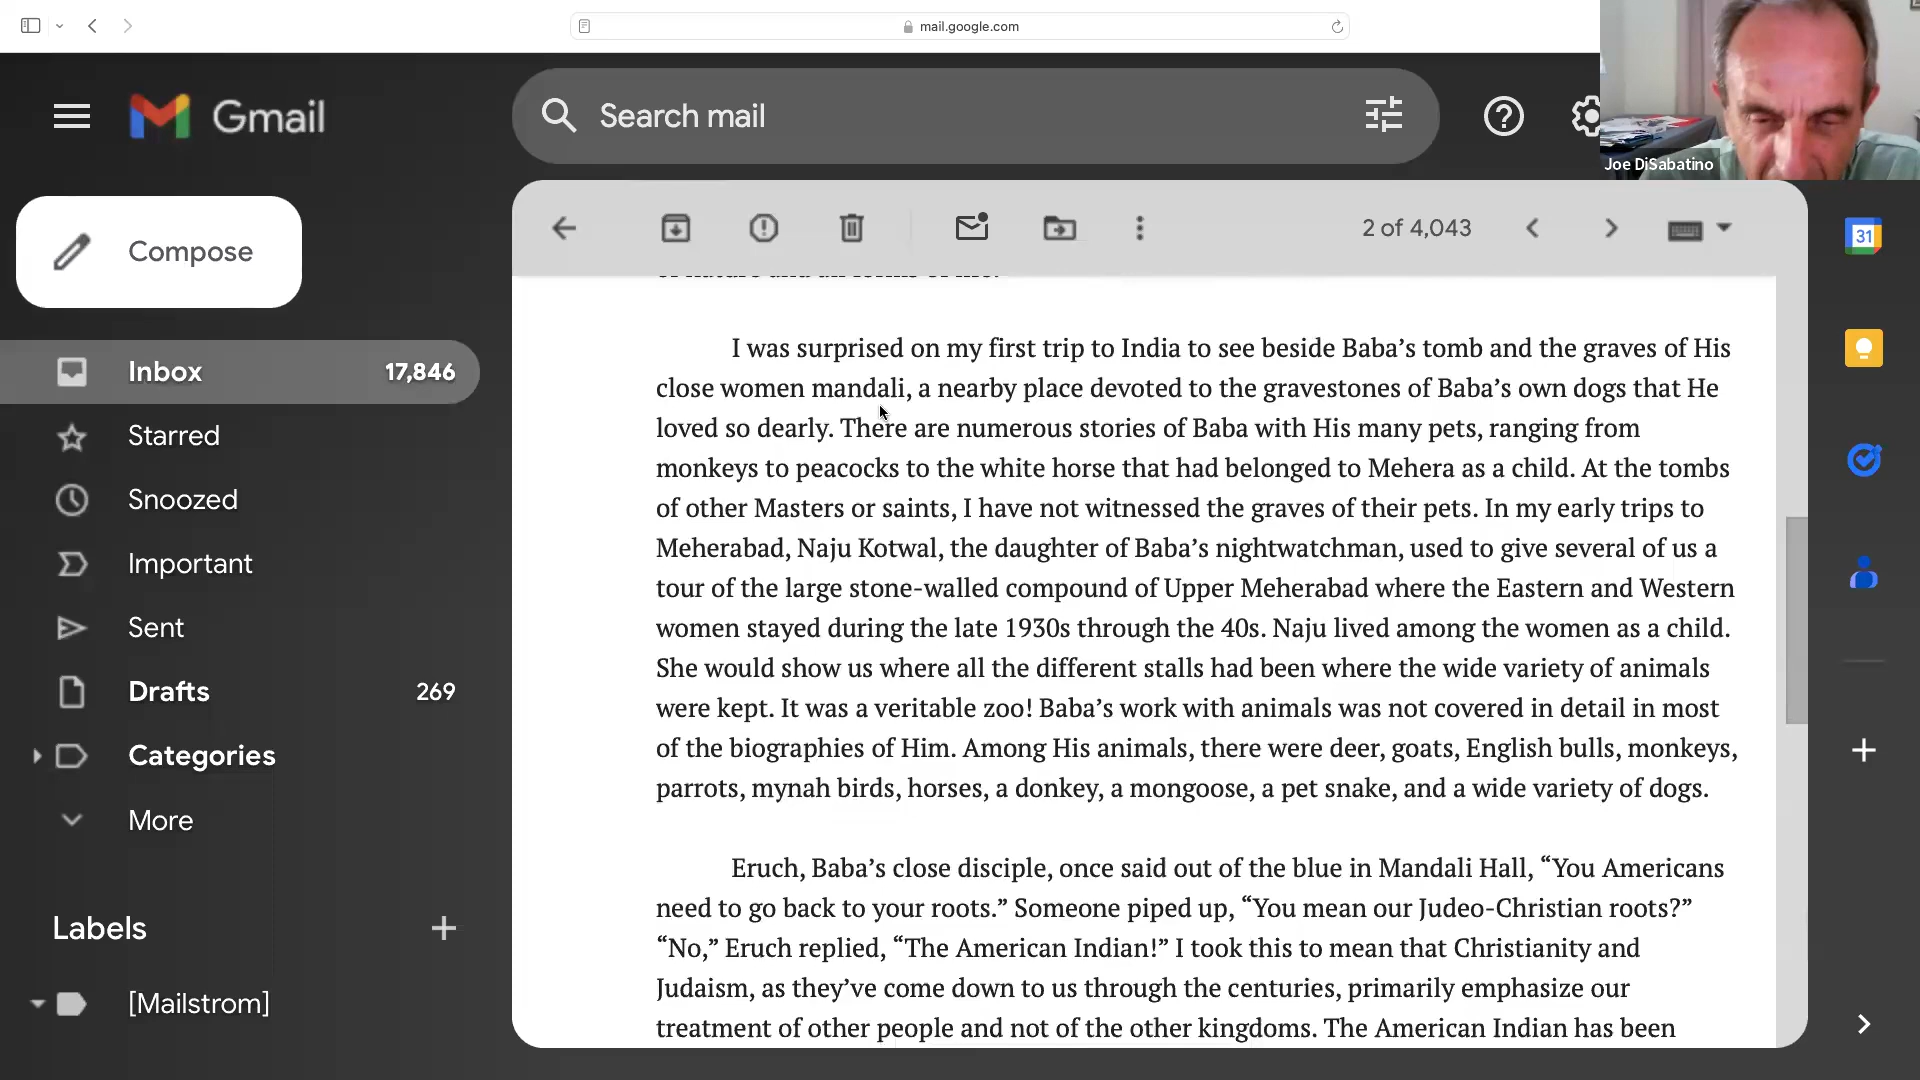 mail.google.com
Gmail
Search mail
Joe DiSabatino
Compose
2 of 4,043
31
Inbox 17,846
Starred
Snoozed
Important
Sent
Drafts 269
Categories
More
Labels
[Mailstrom]
of nature and all forms of life.
I was surprised on my first trip to India to see beside Baba’s tomb and the graves of His
close women mandali, a nearby place devoted to the gravestones of Baba’s own dogs that He
loved so dearly. There are numerous stories of Baba with His many pets, ranging from
monkeys to peacocks to the white horse that had belonged to Mehera as a child. At the tombs
of other Masters or saints, I have not witnessed the graves of their pets. In my early trips to
Meherabad, Naju Kotwal, the daughter of Baba’s nightwatchman, used to give several of us a
tour of the large stone-walled compound of Upper Meherabad where the Eastern and Western
women stayed during the late 1930s through the 40s. Naju lived among the women as a child.
She would show us where all the different stalls had been where the wide variety of animals
were kept. It was a veritable zoo! Baba’s work with animals was not covered in detail in most
of the biographies of Him. Among His animals, there were deer, goats, English bulls, monkeys,
parrots, mynah birds, horses, a donkey, a mongoose, a pet snake, and a wide variety of dogs.
Eruch, Baba’s close disciple, once said out of the blue in Mandali Hall, “You Americans
need to go back to your roots.” Someone piped up, “You mean our Judeo-Christian roots?”
“No,” Eruch replied, “The American Indian!” I took this to mean that Christianity and
Judaism, as they’ve come down to us through the centuries, primarily emphasize our
treatment of other people and not of the other kingdoms. The American Indian has been